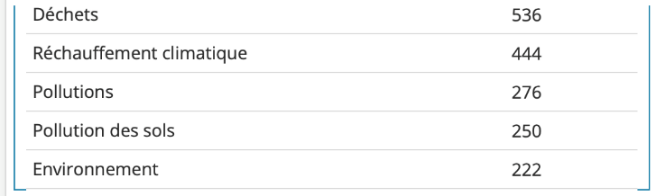 Déchets 536
Réchauffement climatique 444
Pollutions 276
Pollution des sols 250
Environnement 222